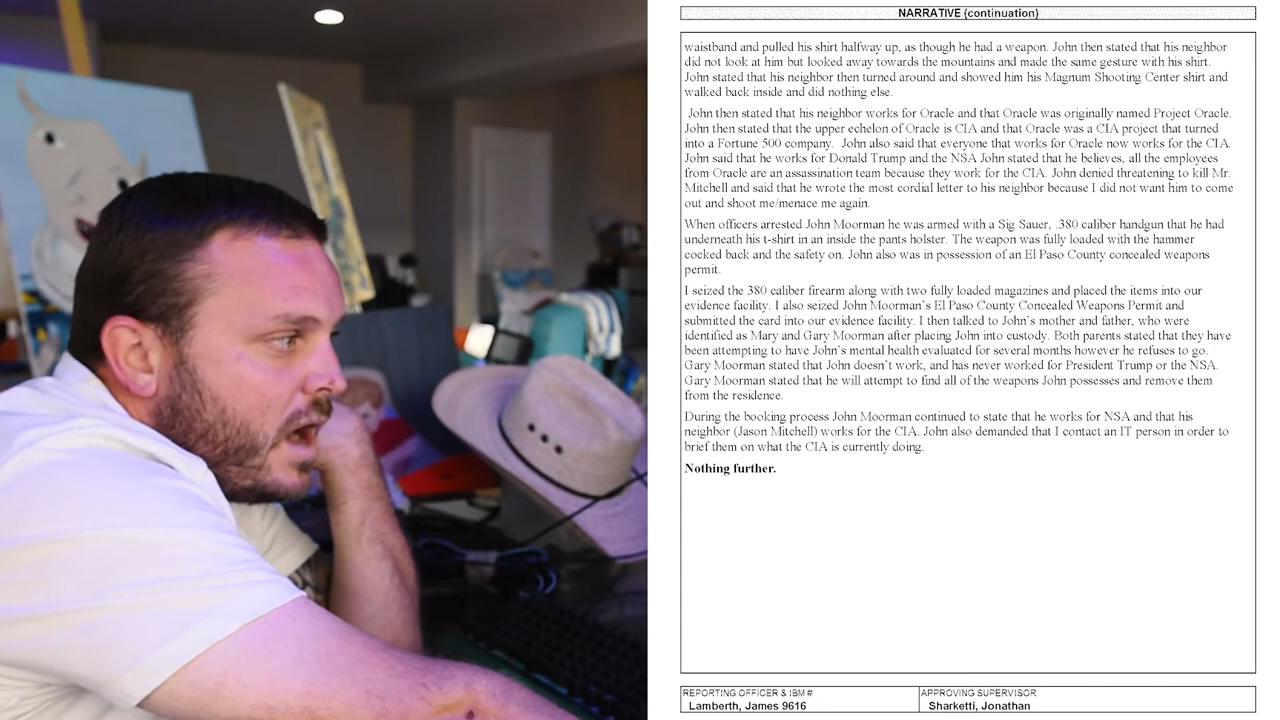 NARRATIVE (continuation)
waistband and pulled his shirt halfway up, as though he had a weapon. John then stated that his neighbor
did not look at him but looked away towards the mountains and made the same gesture with his shirt.
John stated that his neighbor then turned around and showed him his Magnum Shooting Center shirt and
walked back inside and did nothing else.
John then stated that his neighbor works for Oracle and that Oracle was originally named Project Oracle.
John then stated that the upper echelon of Oracle is CIA and that Oracle was a CIA project that turned
into a Fortune 500 company. John also said that everyone that works for Oracle now works for the CIA.
John said that he works for Donald Trump and the NSA John stated that he believes, all the employees
from Oracle are an assassination team because they work for the CIA. John denied threatening to kill Mr.
Mitchell and said that he wrote the most cordial letter to his neighbor because I did not want him to come
out and shoot me/menace me again.
When officers arrested John Moorman he was armed with a Sig Sauer, .380 caliber handgun that he had
underneath his t-shirt in an inside the pants holster. The weapon was fully loaded with the hammer
cocked back and the safety on. John also was in possession of an El Paso County concealed weapons
permit.
I seized the 380 caliber firearm along with two fully loaded magazines and placed the items into our
evidence facility. I also seized John Moorman's El Paso County Concealed Weapons Permit and
submitted the card into our evidence facility. I then talked to John's mother and father, who were
identified as Mary and Gary Moorman after placing John into custody. Both parents stated that they have
been attempting to have John's mental health evaluated for several months however he refuses to go.
Gary Moorman stated that John doesn't work, and has never worked for President Trump or the NSA.
Gary Moorman stated that he will attempt to find all of the weapons John possesses and remove them
from the residence.
During the booking process John Moorman continued to state that he works for NSA and that his
neighbor (Jason Mitchell) works for the CIA. John also demanded that I contact an IT person in order to
brief them on what the CIA is currently doing.
Nothing further.
REPORTING OFFICER & IBM # APPROVING SUPERVISOR
Lamberth, James 9616 Sharketti, Jonathan